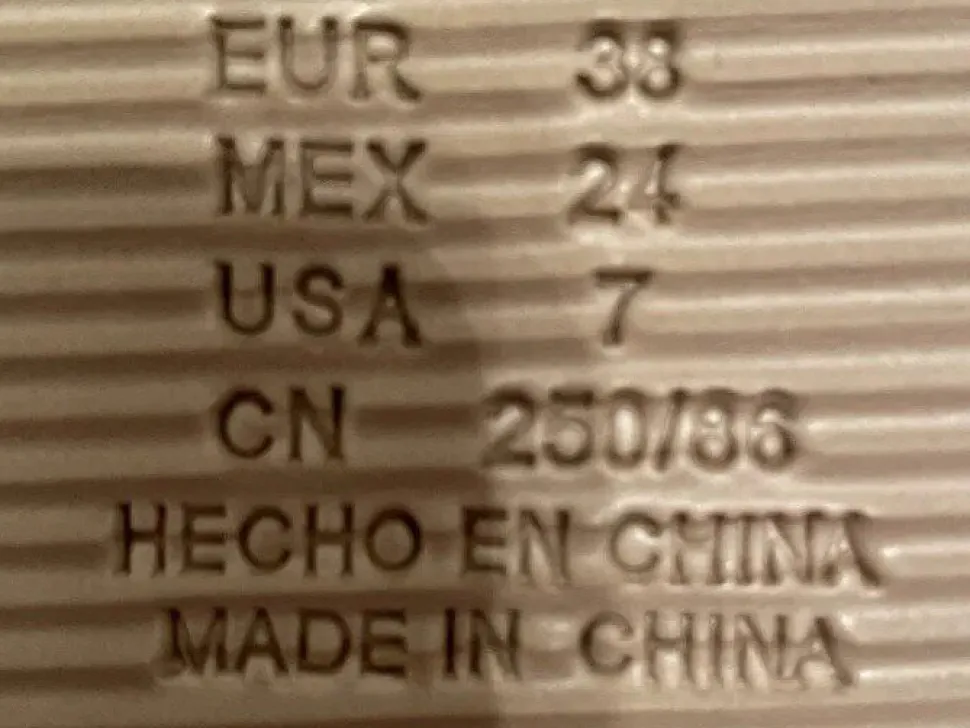 EUR 38
MEX 24
USA 7
CN 250/86
HECHO EN CHINA
MADE IN CHINA